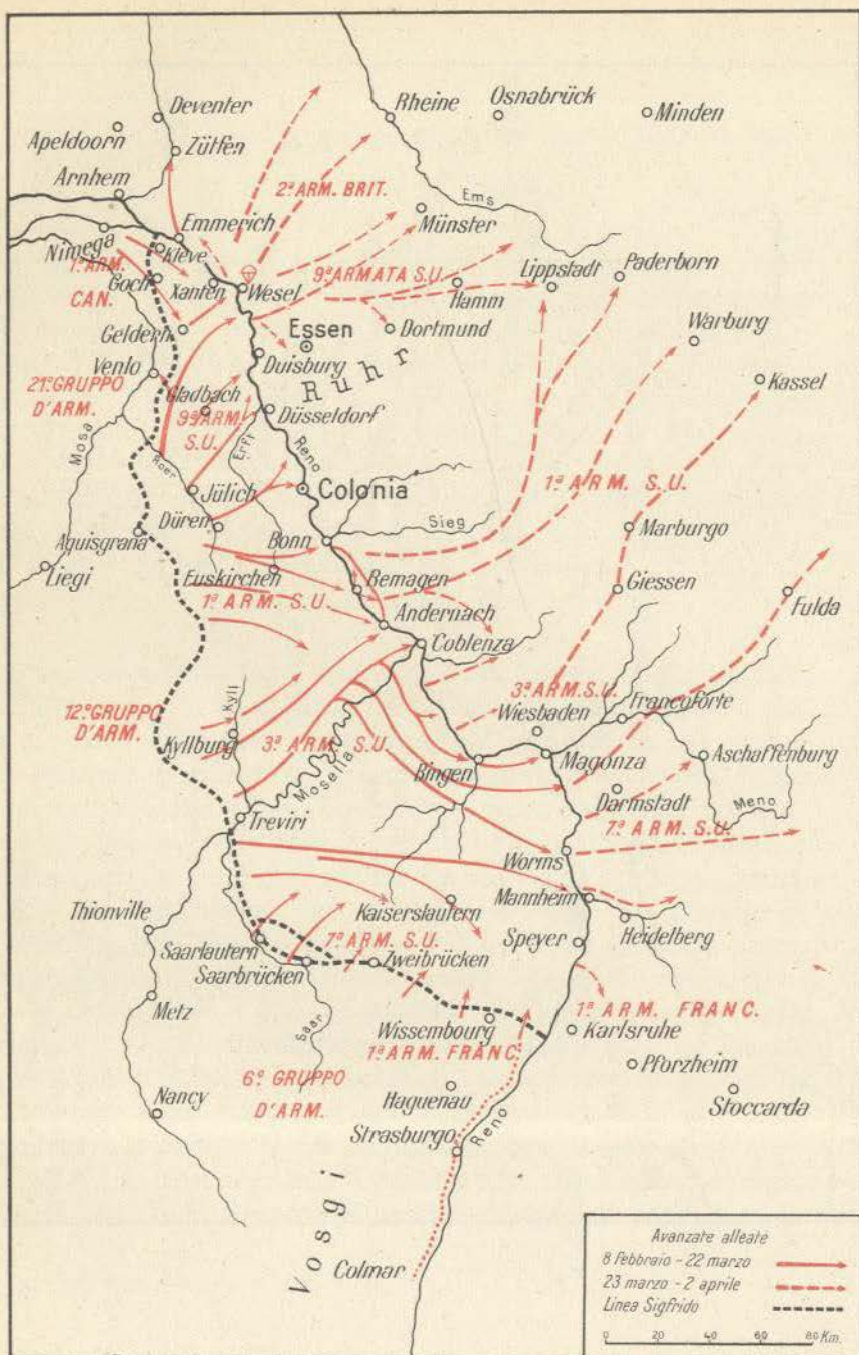 Deventer
Rheine
Osnabrück
Minden
Apeldoorn
Zütfen
Arnhem
2ª ARM. BRIT.
Ems
Emmerich
Münster
Nimega
Kleve
1ª ARM.
CAN.
Goch
Xanten
Wesel
9ª ARMATA S.U.
Hamm
Lippstadt
Paderborn
Geldern
Essen
Dortmund
Warburg
Venlo
Duisburg
Ruhr
Kassel
21º GRUPPO
D'ARM.
Gladbach
9ª ARM.
S.U.
Düsseldorf
Mosa
Roer
Erft
Reno
Jülich
Colonia
1ª ARM. S.U.
Düren
Sieg
Marburgo
Aquisgrana
Bonn
Liegi
Euskirchen
Remagen
Giessen
Fulda
1ª ARM. S.U.
Andernach
Coblenza
12º GRUPPO
D'ARM.
Kyll
3ª ARM. S.U.
Wiesbaden
Francoforte
Kyllburg
3ª ARM. S.U.
Mosella
Bingen
Magonza
Aschaffenburg
Darmstadt
Meno
Treviri
7ª ARM. S.U.
Worms
Thionville
Kaiserslautern
Mannheim
Saarlautern
7ª ARM. S.U.
Speyer
Heidelberg
Saarbrücken
Zweibrücken
Metz
Saar
Wissembourg
1ª ARM. FRANC.
1ª ARM. FRANC.
Karlsruhe
6º GRUPPO
D'ARM.
Pforzheim
Nancy
Haguenau
Stoccarda
Strasburgo
Reno
Vosgi
Colmar
Avanzate alleate
8 Febbraio - 22 marzo
23 marzo - 2 aprile
Linea Sigfrido
0 20 40 60 80 Km.